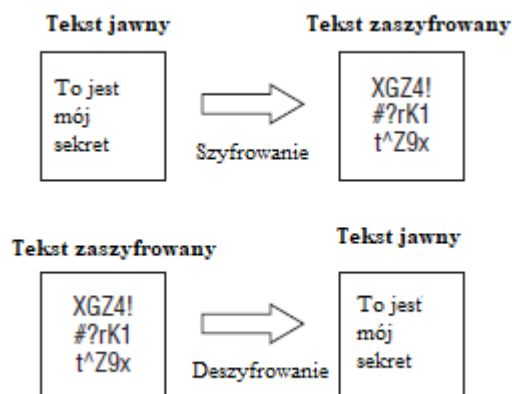 Tekst jawny
Tekst zaszyfrowany
To jest
mój
sekret
Szyfrowanie
XGZ4!
#?rK1
t^Z9x
Tekst zaszyfrowany
Tekst jawny
XGZ4!
#?rK1
t^Z9x
Deszyfrowanie
To jest
mój
sekret